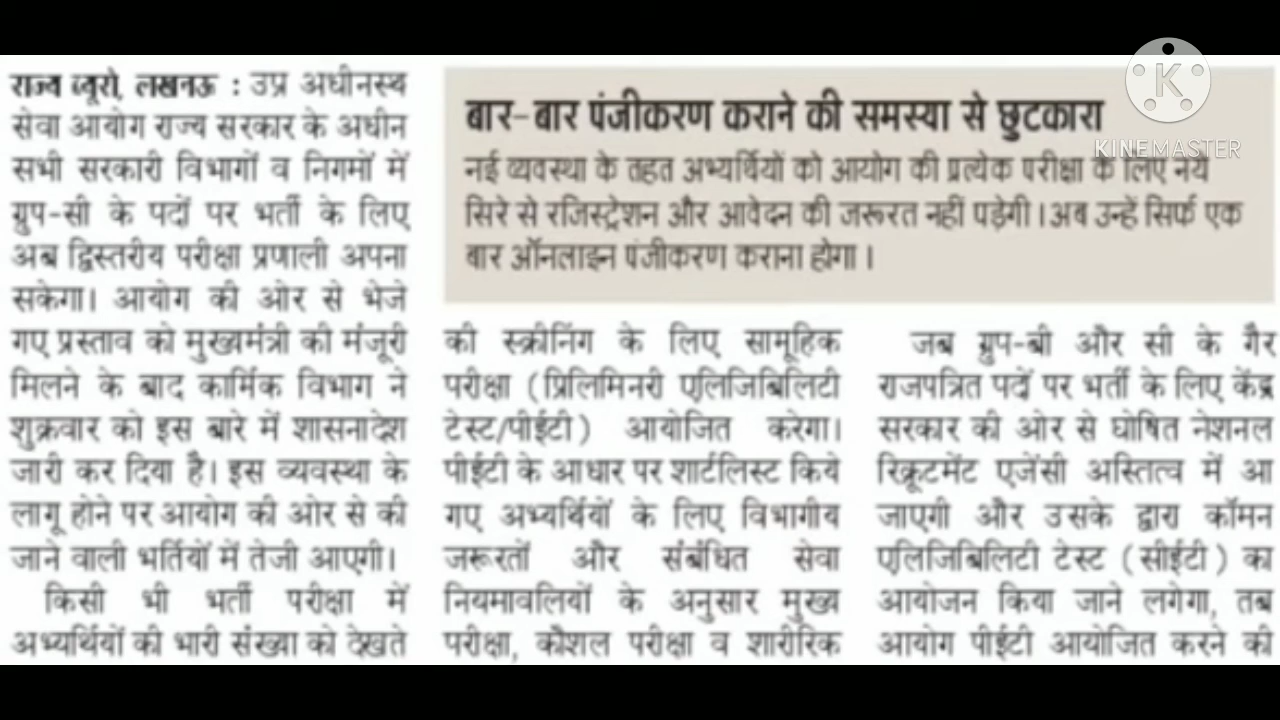 राज्य ब्यूरो, लखनऊ : उप्र अधीनस्थ
सेवा आयोग राज्य सरकार के अधीन
सभी सरकारी विभागों व निगमों में
ग्रुप-सी के पदों पर भर्ती के लिए
अब द्विस्तरीय परीक्षा प्रणाली अपना
सकेगा। आयोग की ओर से भेजे
गए प्रस्ताव को मुख्यमंत्री की मंजूरी
मिलने के बाद कार्मिक विभाग ने
शुक्रवार को इस बारे में शासनादेश
जारी कर दिया है। इस व्यवस्था के
लागू होने पर आयोग की ओर से की
जाने वाली भर्तियों में तेजी आएगी।
किसी भी भर्ती परीक्षा में
अभ्यर्थियों की भारी संख्या को देखते
बार-बार पंजीकरण कराने की समस्या से छुटकारा
नई व्यवस्था के तहत अभ्यर्थियों को आयोग की प्रत्येक परीक्षा के लिए नये
सिरे से रजिस्ट्रेशन और आवेदन की जरूरत नहीं पड़ेगी। अब उन्हें सिर्फ एक
बार ऑनलाइन पंजीकरण कराना होगा।
की स्क्रीनिंग के लिए सामूहिक
परीक्षा (प्रिलिमिनरी एलिजिबिलिटी
टेस्ट/पीईटी) आयोजित करेगा।
पीईटी के आधार पर शार्टलिस्ट किये
गए अभ्यर्थियों के लिए विभागीय
जरूरतों और संबंधित सेवा
नियमावलियों के अनुसार मुख्य
परीक्षा, कौशल परीक्षा व शारीरिक
जब ग्रुप-बी और सी के गैर
राजपत्रित पदों पर भर्ती के लिए केंद्र
सरकार की ओर से घोषित नेशनल
रिक्रूटमेंट एजेंसी अस्तित्व में आ
जाएगी और उसके द्वारा कॉमन
एलिजिबिलिटी टेस्ट (सीईटी) का
आयोजन किया जाने लगेगा, तब
आयोग पीईटी आयोजित करने की
K
KINEMASTER